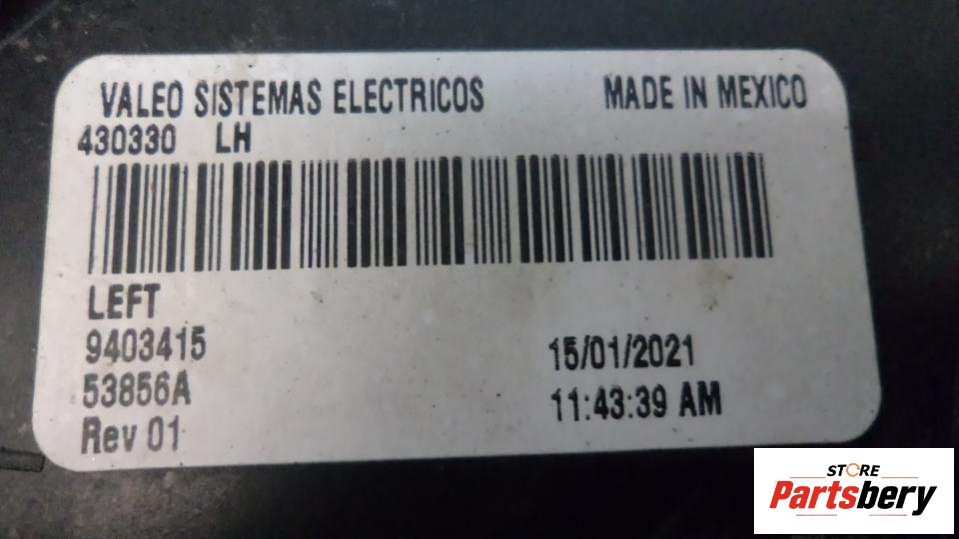 VALEO SISTEMAS ELECTRICOS MADE IN MEXICO
430330 LH
LEFT
9403415 15/01/2021
53856A 11:43:39 AM
Rev 01
STORE
Partsbery